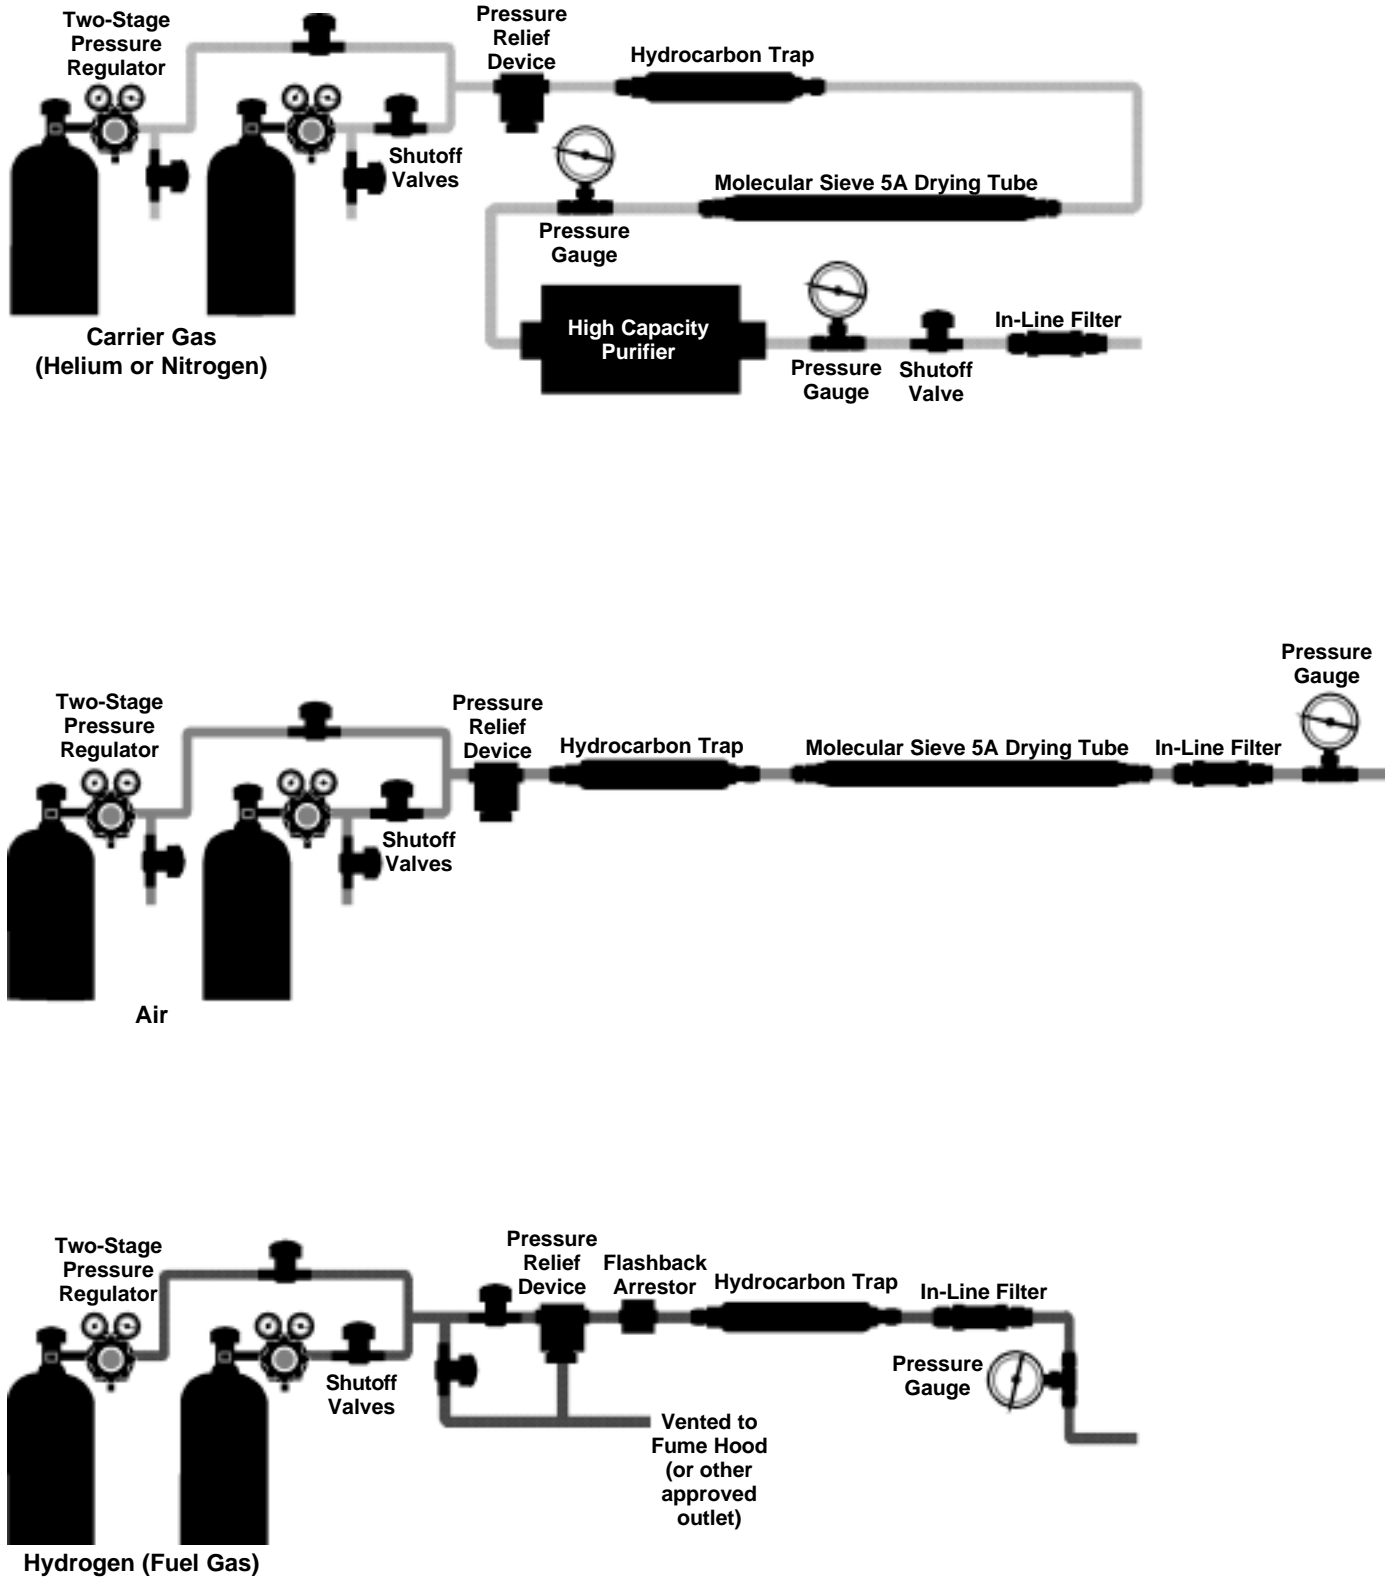 Two-Stage
Pressure
Regulator
Pressure
Relief
Device
Hydrocarbon Trap
Shutoff
Valves
Molecular Sieve 5A Drying Tube
Pressure
Gauge
High Capacity
Purifier
Pressure
Gauge
Shutoff
Valve
In-Line Filter
Carrier Gas
(Helium or Nitrogen)
Two-Stage
Pressure
Regulator
Shutoff
Valves
Pressure
Relief
Device
Hydrocarbon Trap
Molecular Sieve 5A Drying Tube
In-Line Filter
Pressure
Gauge
Air
Two-Stage
Pressure
Regulator
Shutoff
Valves
Pressure
Relief
Device
Flashback
Arrestor
Hydrocarbon Trap
In-Line Filter
Pressure
Gauge
Vented to
Fume Hood
(or other
approved
outlet)
Hydrogen (Fuel Gas)